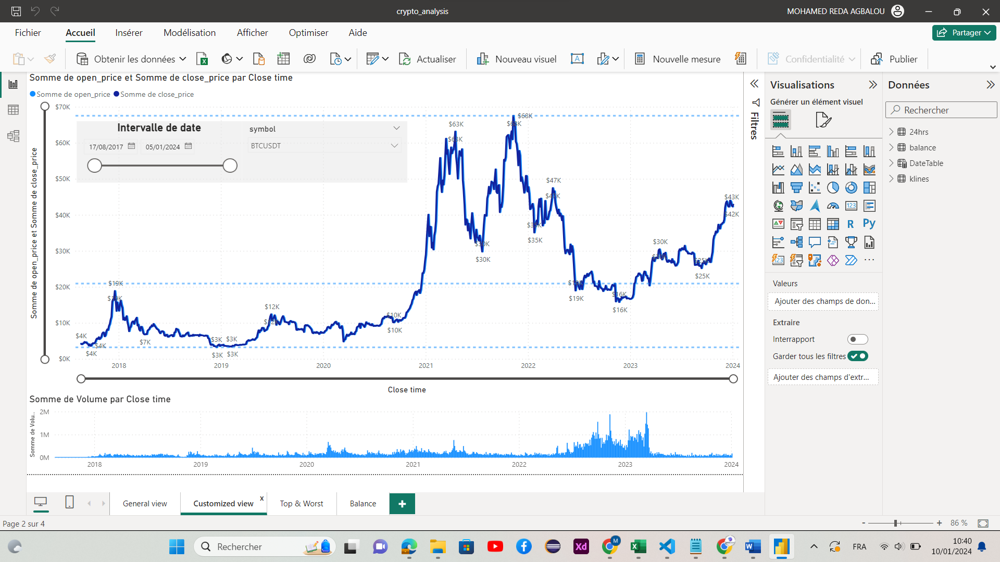 crypto_analysis
MOHAMED REDA AGBALOU
Fichier
Accueil
Insérer
Modélisation
Afficher
Optimiser
Aide
Partager
Obtenir les données
Actualiser
Nouveau visuel
Nouvelle mesure
Confidentialité
Publier
Somme de open_price et Somme de close_price par Close time
Somme de open_price
Somme de close_price
Somme de open_price et Somme de close_price
$70K
$60K
$50K
$40K
$30K
$20K
$10K
$0K
Intervalle de date
17/08/2017
05/01/2024
symbol
BTCUSDT
$4K
$4K
$4K
$19K
$19K
$7K
$3K
$3K
$3K
$3K
$12K
$12K
$10K
$10K
$63K
$63K
$68K
$68K
$30K
$30K
$35K
$35K
$47K
$47K
$19K
$19K
$16K
$16K
$30K
$30K
$25K
$25K
$43K
$42K
2018
2019
2020
2021
2022
2023
2024
Close time
Somme de Volume par Close time
Somme de Volu...
2M
1M
0M
2018
2019
2020
2021
2022
2023
2024
Filtres
Visualisations
Générer un élément visuel
123
R
Py
123
Valeurs
Ajouter des champs de don...
Extraire
Interrapport
Garder tous les filtres
Ajouter des champs d'extr...
Données
Rechercher
24hrs
balance
DateTable
klines
General view
Customized view
x
Top & Worst
Balance
+
Page 2 sur 4
- + 86 %
Rechercher
Xd
M
FRA
10:40
10/01/2024